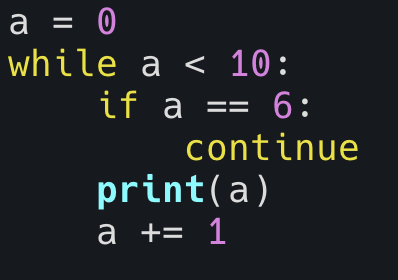 a = 0
while a < 10:
    if a == 6:
        continue
    print(a)
    a += 1